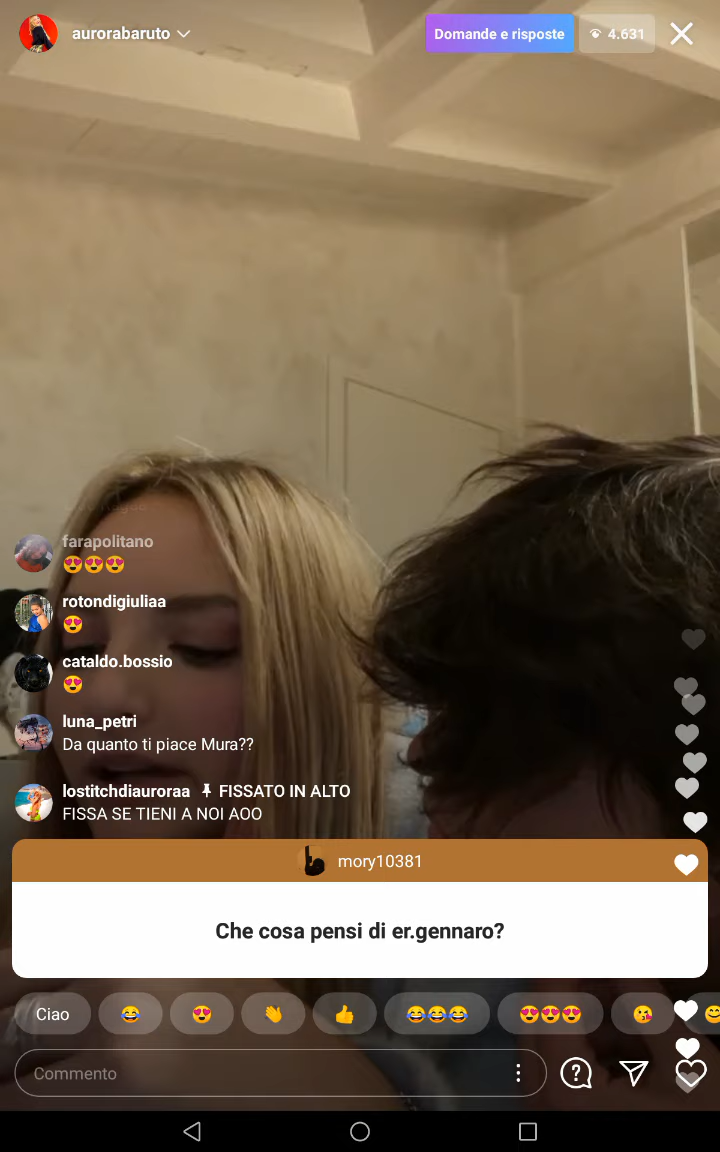 aurorabaruto
Domande e risposte
4.631
farapolitano
😍😍😍
rotondigiuliaa
😍
cataldo.bossio
😍
luna_petri
Da quanto ti piace Mura??
lostitchdiauroraa FISSATO IN ALTO
FISSA SE TIENI A NOI AOO
mory10381
Che cosa pensi di er.gennaro?
Ciao 😂 😍 👏 👍 😂😂😂 😍😍😍 😘 😊
Commento